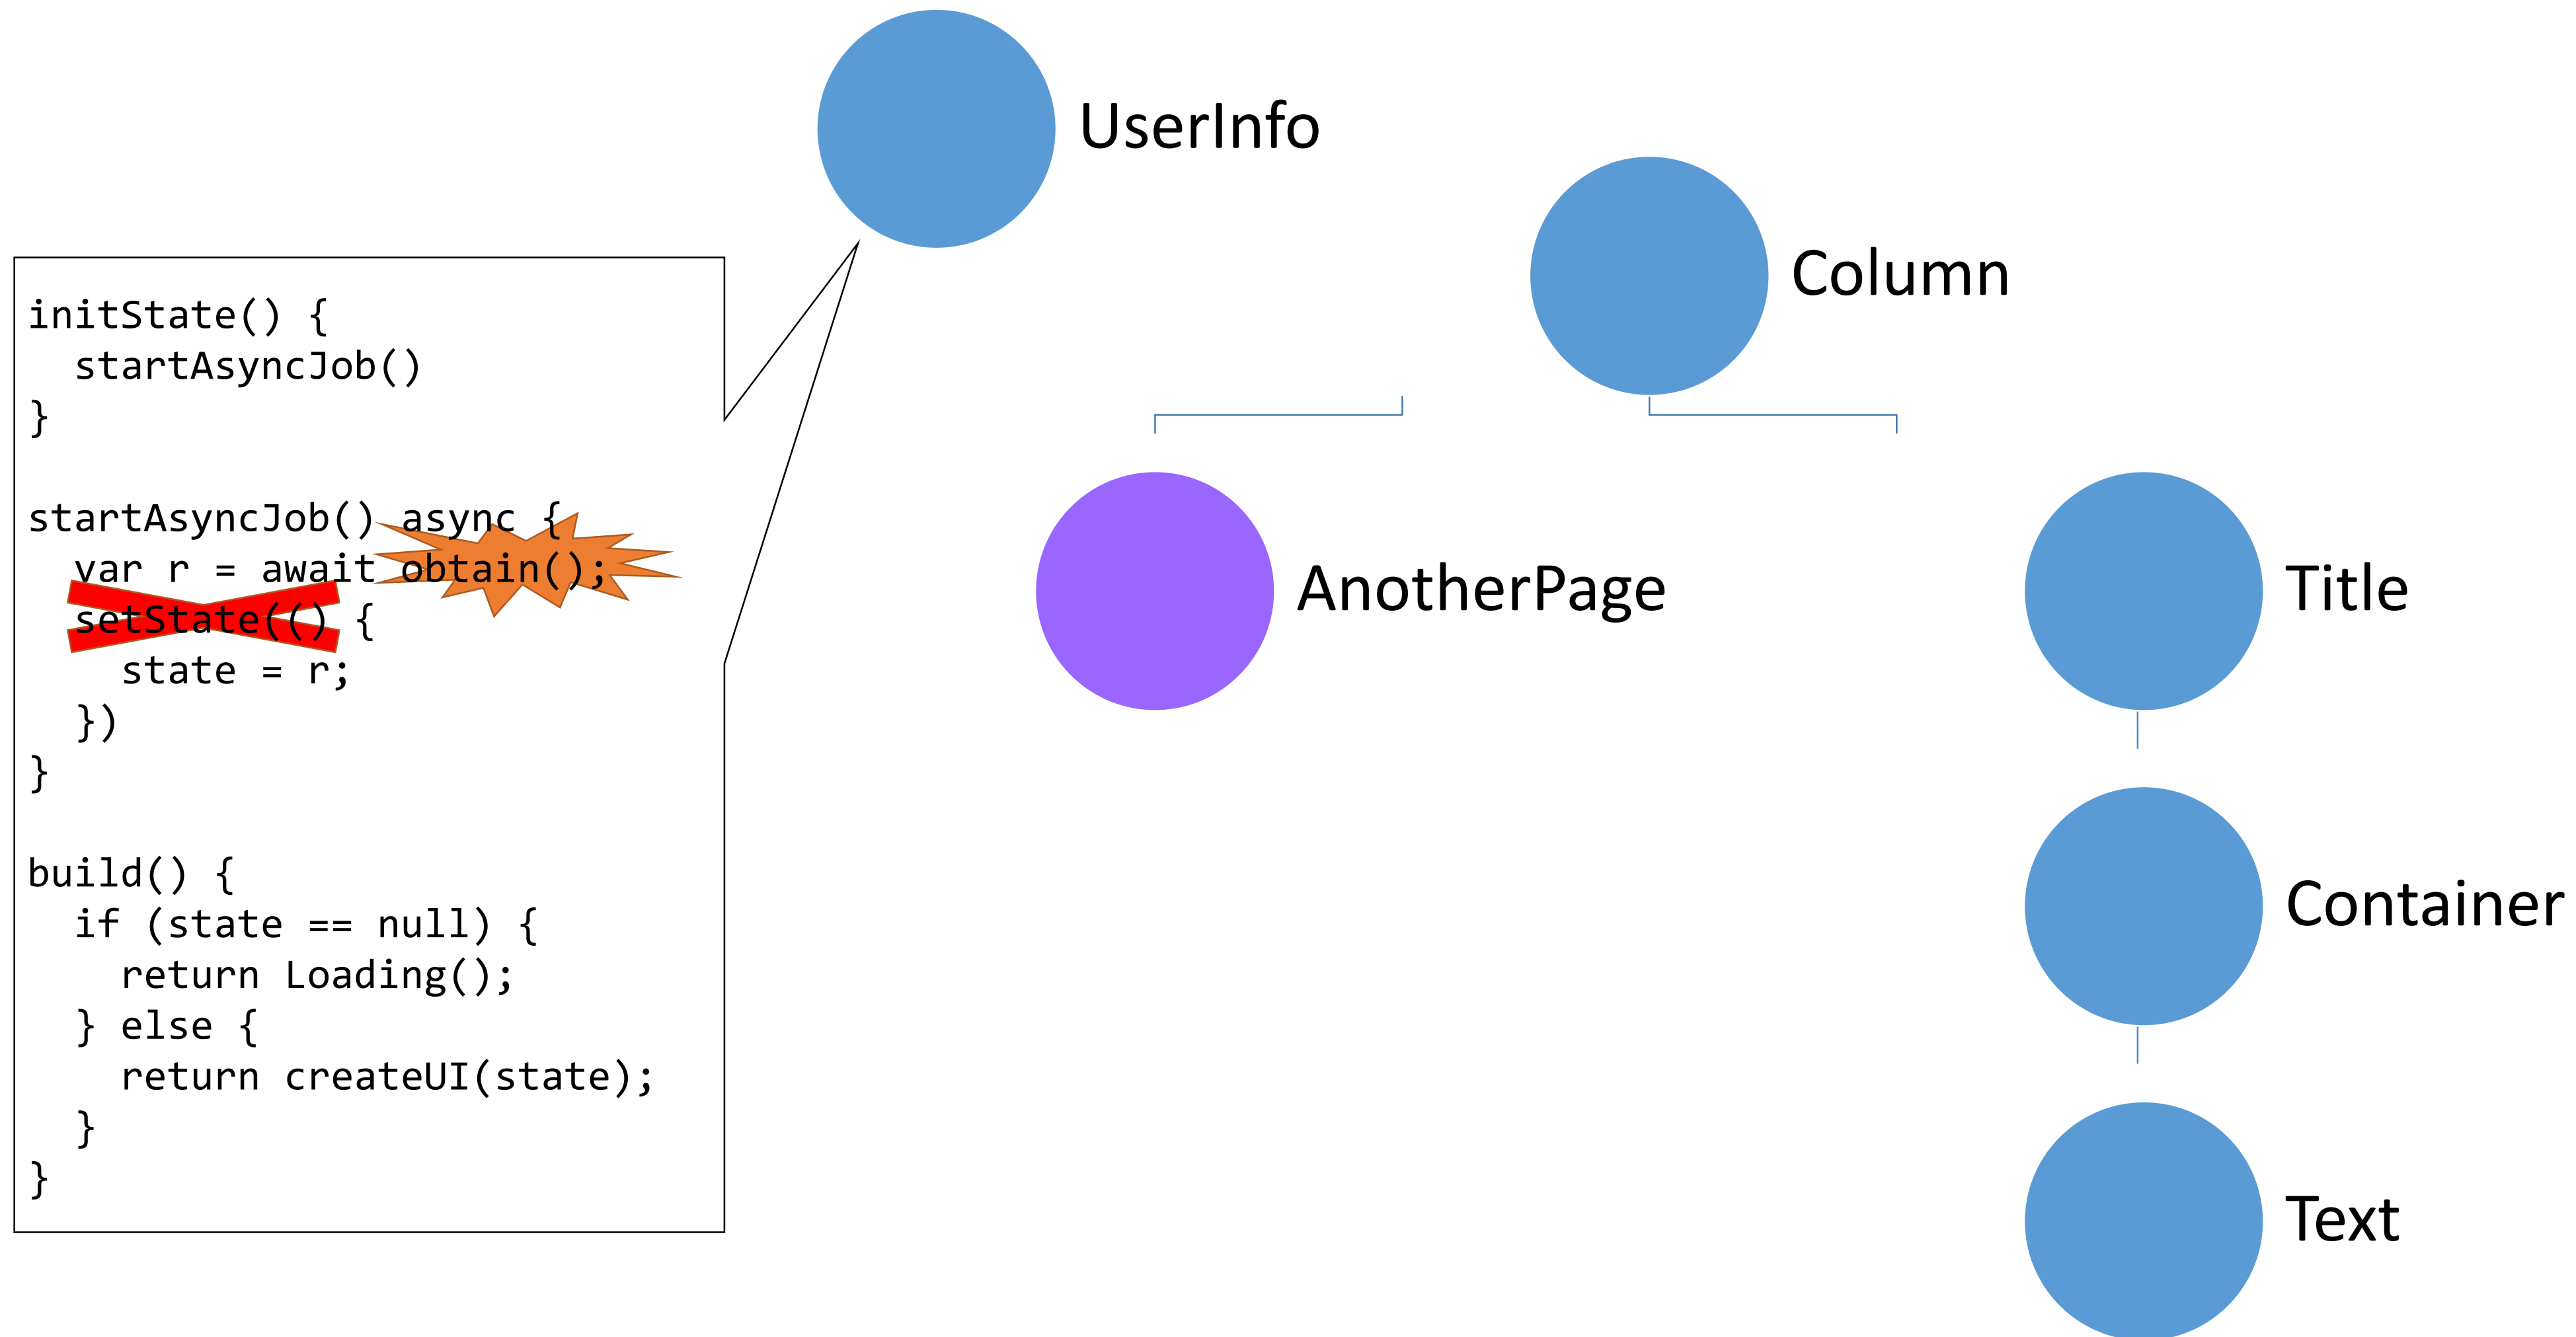 UserInfo
Column
initState() {
  startAsyncJob()
}
startAsyncJob() async {
  var r = await obtain();
  setState(() {
    state = r;
  })
}
build() {
  if (state == null) {
    return Loading();
  } else {
    return createUI(state);
  }
}
AnotherPage
Title
Container
Text